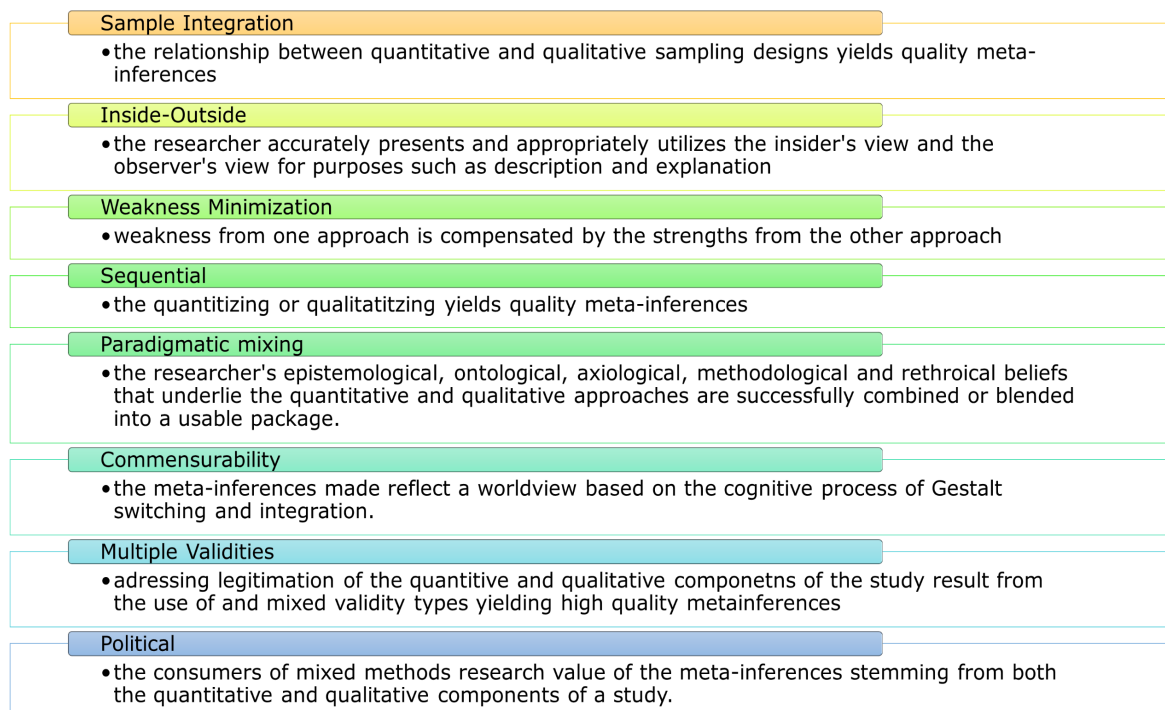 Sample Integration
•the relationship between quantitative and qualitative sampling designs yields quality meta-
inferences
Inside-Outside
•the researcher accurately presents and appropriately utilizes the insider's view and the
observer's view for purposes such as description and explanation
Weakness Minimization
•weakness from one approach is compensated by the strengths from the other approach
Sequential
•the quantitizing or qualitatitzing yields quality meta-inferences
Paradigmatic mixing
•the researcher's epistemological, ontological, axiological, methodological and rethroical beliefs
that underlie the quantitative and qualitative approaches are successfully combined or blended
into a usable package.
Commensurability
•the meta-inferences made reflect a worldview based on the cognitive process of Gestalt
switching and integration.
Multiple Validities
•adressing legitimation of the quantitive and qualitative componetns of the study result from
the use of and mixed validity types yielding high quality metainferences
Political
•the consumers of mixed methods research value of the meta-inferences stemming from both
the quantitative and qualitative components of a study.